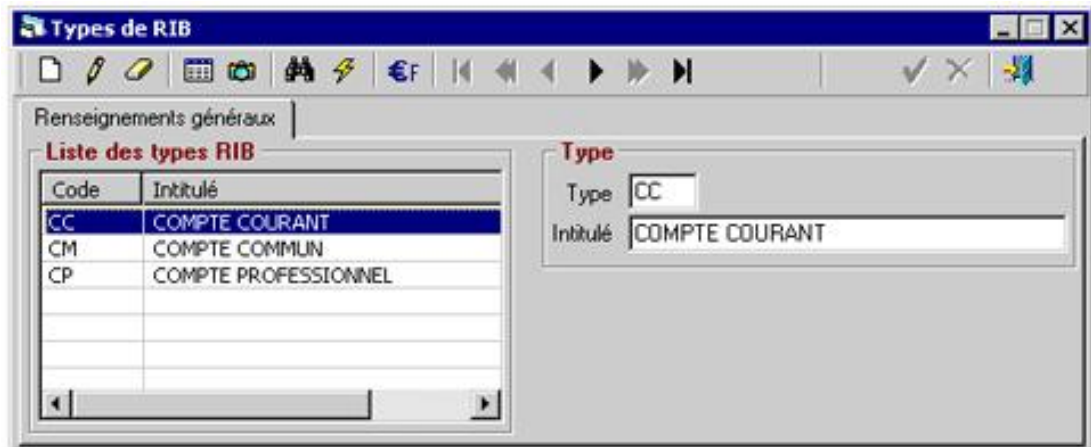 Types de RIB
€F
Renseignements généraux
Liste des types RIB
Code Intitulé
CC COMPTE COURANT
CM COMPTE COMMUN
CP COMPTE PROFESSIONNEL
Type
Type CC
Intitulé COMPTE COURANT